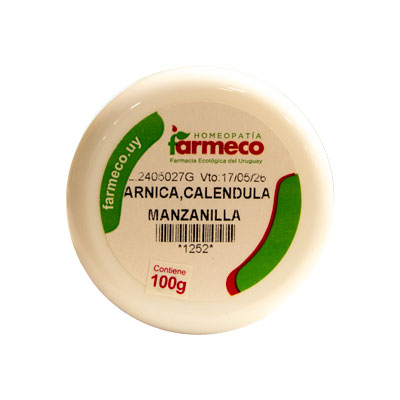 HOMEOPATÍA
farmeco
Farmacia Ecológica del Uruguay
farmeco.uy
L:2405027G Vto:17/05/26
ARNICA,CALENDULA
MANZANILLA
*1252*
Contiene
100g